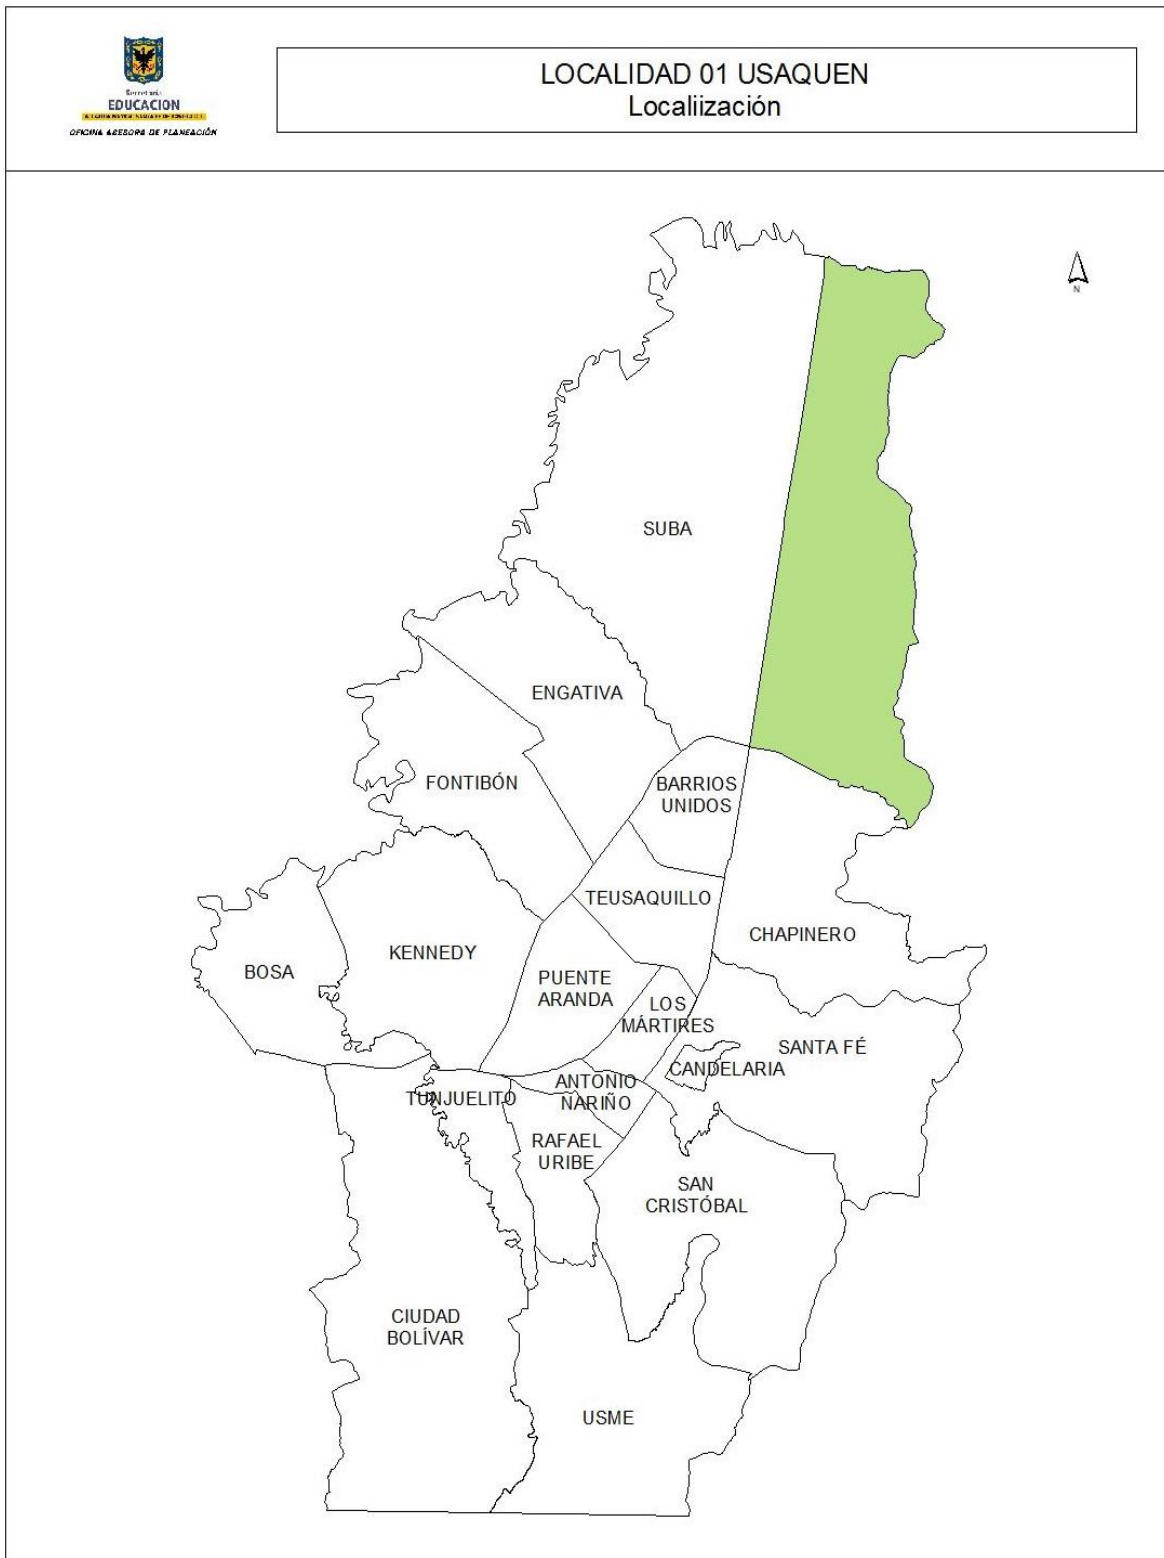 Secretaría
EDUCACION
OFICINA ASESORA DE PLANEACIÓN
LOCALIDAD 01 USAQUEN
Localiización
N
SUBA
ENGATIVA
BARRIOS
UNIDOS
FONTIBÓN
TEUSAQUILLO
CHAPINERO
KENNEDY
BOSA
PUENTE
ARANDA
LOS
MÁRTIRES
SANTA FÉ
CANDELARIA
ANTONIO
NARIÑO
TUNJUELITO
RAFAEL
URIBE
SAN
CRISTÓBAL
CIUDAD
BOLÍVAR
USME